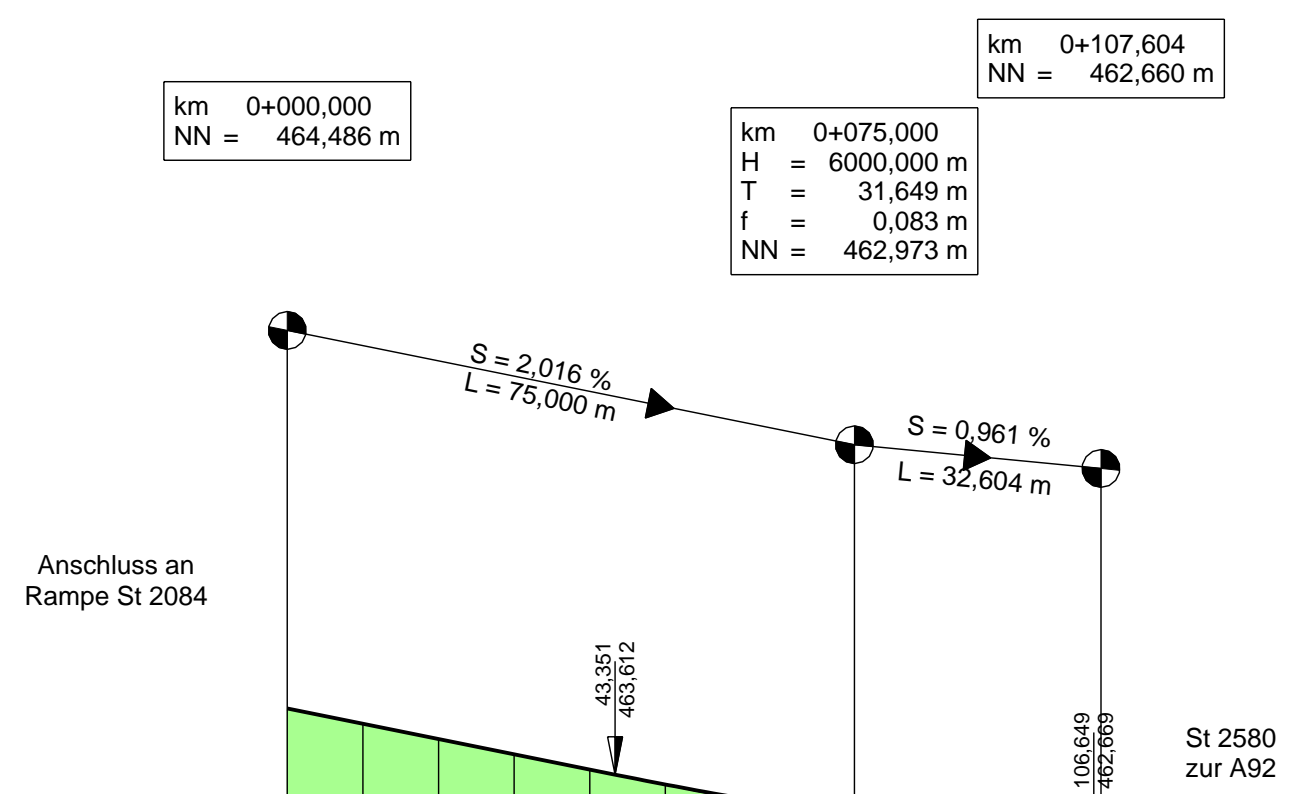 km 0+107,604
NN = 462,660 m
km 0+000,000
NN = 464,486 m
km 0+075,000
H = 6000,000 m
T = 31,649 m
f = 0,083 m
NN = 462,973 m
S = 2,016 %
L = 75,000 m
S = 0,961 %
L = 32,604 m
Anschluss an
Rampe St 2084
43,351
463,612
106,649
462,669
St 2580
zur A92